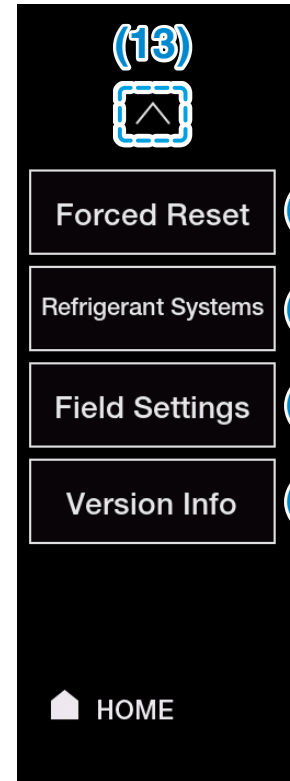 (13)
Forced Reset
Refrigerant Systems
Field Settings
Version Info
HOME